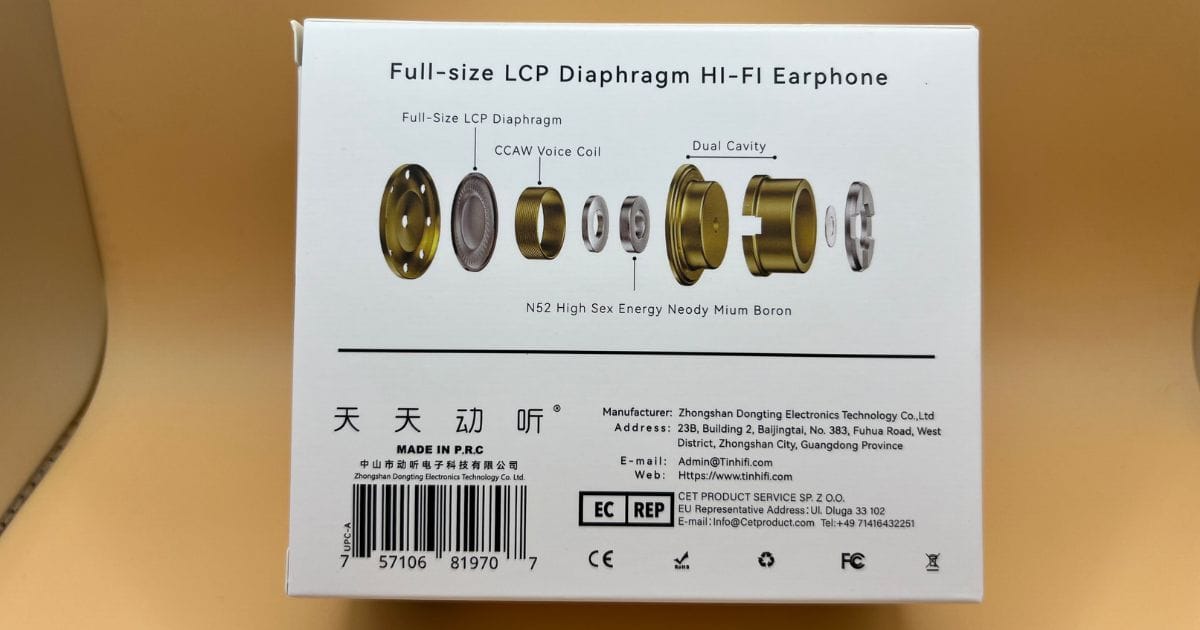 Full-size LCP Diaphragm HI-FI Earphone
Full-Size LCP Diaphragm
CCAW Voice Coil
Dual Cavity
N52 High Sex Energy Neody Mium Boron
天天动听®
MADE IN P.R.C
中山市动听电子科技有限公司
Zhongshan Dongting Electronics Technology Co. Ltd.
UPC-A
7 57106 81970 7
Manufacturer: Zhongshan Dongting Electronics Technology Co.,Ltd
Address: 23B, Building 2, Baijingtai, No. 383, Fuhua Road, West
District, Zhongshan City, Guangdong Province
E-mail: Admin@Tinhifi.com
Web: Https://www.tinhifi.com
EC REP
CET PRODUCT SERVICE SP. Z O.O.
EU Representative Address: Ul. Dluga 33 102
E-mail: Info@Cetproduct.com Tel:+49 71416432251
CE
RoHS
FC